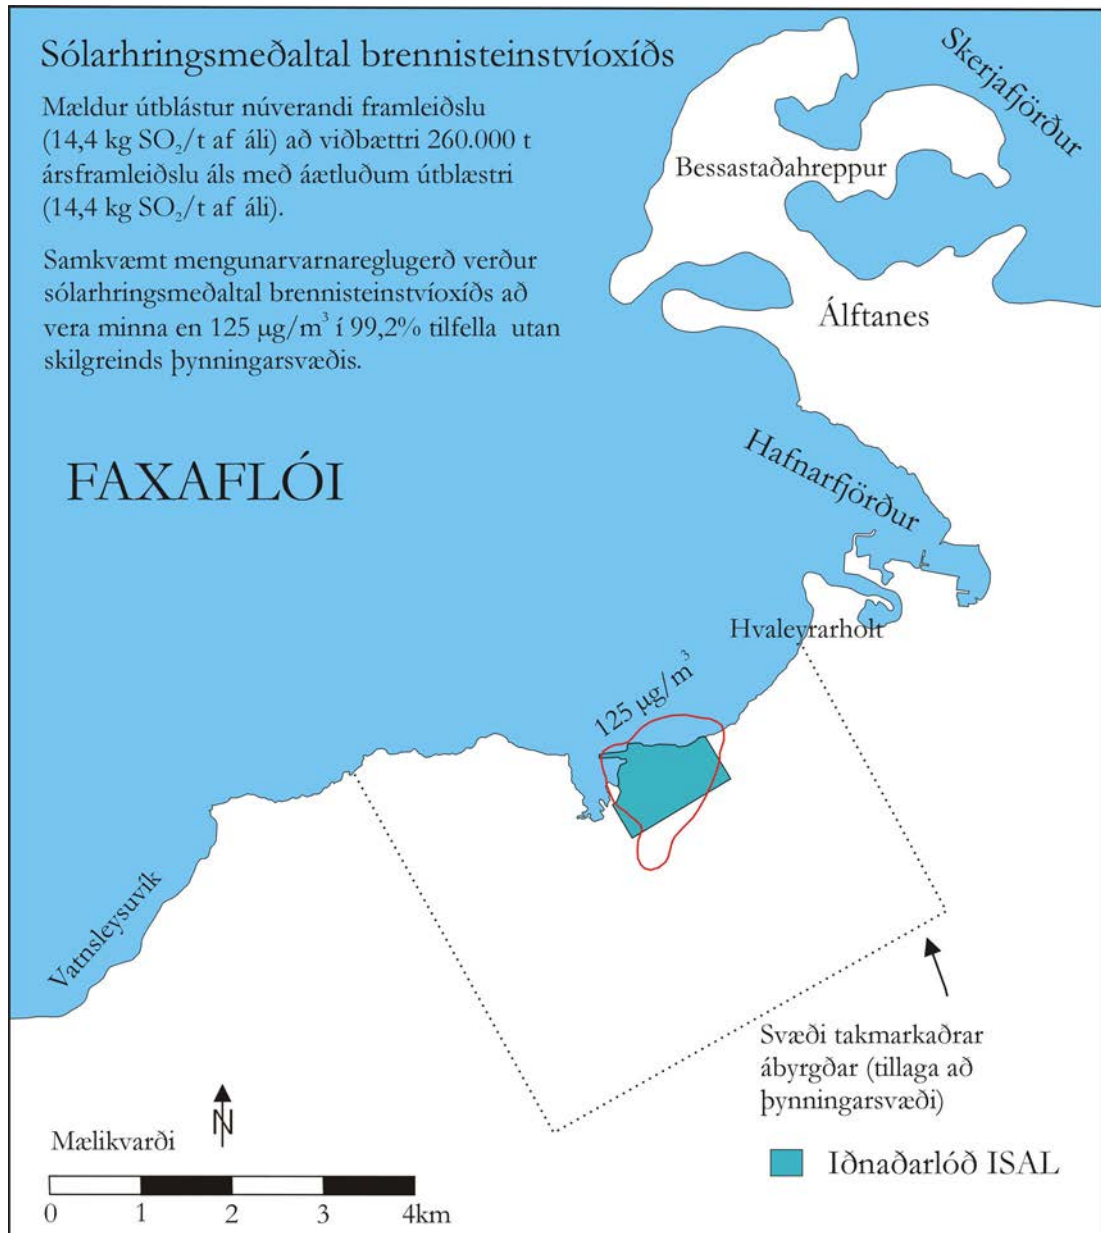 Sólarhringsmeðaltal brennisteinstvíoxíðs
Mældur útblástur núverandi framleiðslu
(14,4 kg SO₂/t af áli) að viðbættri 260.000 t
ársframleiðslu áls með áætluðum útblæstri
(14,4 kg SO₂/t af áli).
Samkvæmt mengunarvarnareglugerð verður
sólarhringsmeðaltal brennisteinstvíoxíðs að
vera minna en 125 µg/m³ í 99,2% tilfella utan
skilgreinds þynningarsvæðis.
Skerjafjörður
Bessastaðahreppur
Álftanes
FAXAFLÓI
Hafnarfjörður
Hvaleyrarholt
125 µg/m³
Vatnsleysuvík
Svæði takmarkaðrar
ábyrgðar (tillaga að
þynningarsvæði)
N
Mælikvarði
0 1 2 3 4km
Iðnaðarlóð ISAL